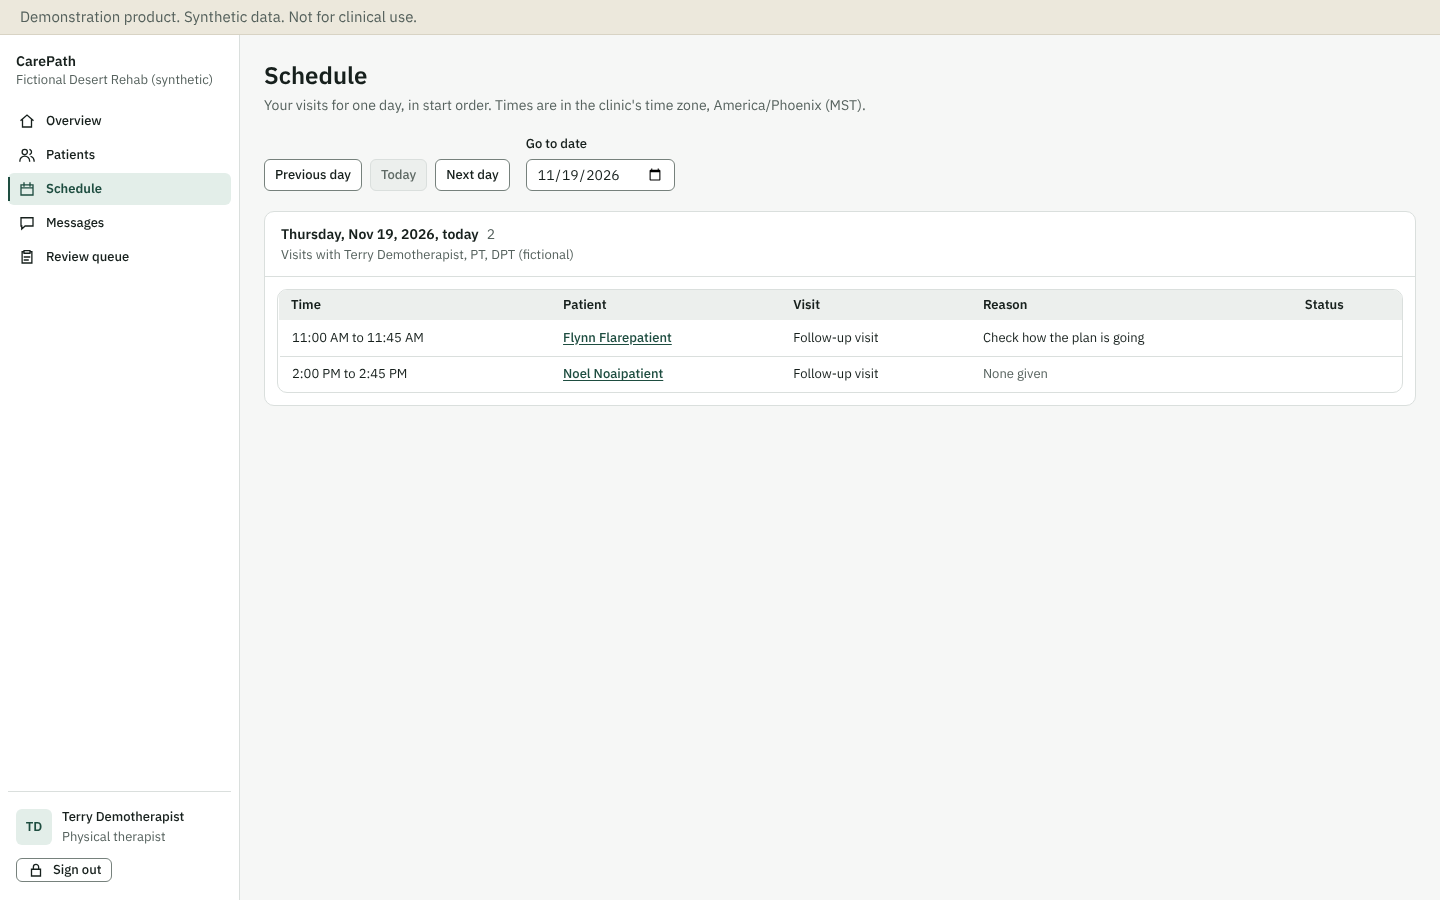 Demonstration product. Synthetic data. Not for clinical use.
CarePath
Fictional Desert Rehab (synthetic)
Overview
Patients
Schedule
Messages
Review queue
Terry Demotherapist
TD
Physical therapist
Sign out
Schedule
Your visits for one day, in start order. Times are in the clinic's time zone, America/Phoenix (MST).
Go to date
Previous day Today Next day 11/19/2026
Thursday, Nov 19, 2026, today 2
Visits with Terry Demotherapist, PT, DPT (fictional)
Time Patient Visit Reason Status
11:00 AM to 11:45 AM Flynn Flarepatient Follow-up visit Check how the plan is going
2:00 PM to 2:45 PM Noel Noaipatient Follow-up visit None given